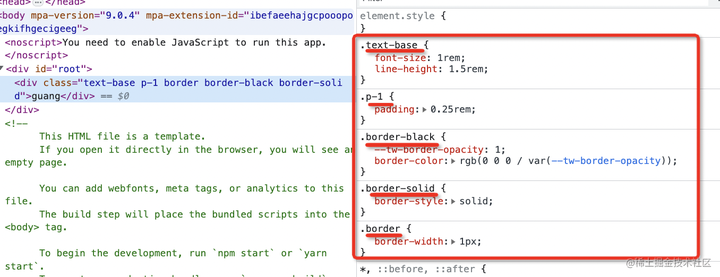 <head>...</head>
<body mpa-version="9.0.4" mpa-extension-id="ibefaeehajgcpooopo
egkifhgecigeeg">
<noscript>You need to enable JavaScript to run this app.
</noscript>
<div id="root">
<div class="text-base p-1 border border-black border-soli
d">guang</div> == $0
</div>
<!--
This HTML file is a template.
If you open it directly in the browser, you will see an
empty page.
You can add webfonts, meta tags, or analytics to this
file.
The build step will place the bundled scripts into the
<body> tag.
To begin the development, run `npm start` or `yarn
start`.
element.style {
}
.text-base {
font-size: 1rem;
line-height: 1.5rem;
}
.p-1 {
padding: 0.25rem;
}
.border-black {
--tw-border-opacity: 1;
border-color: rgb(0 0 0 / var(--tw-border-opacity));
}
.border-solid {
border-style: solid;
}
.border {
border-width: 1px;
}
*, ::before, ::after {
@稀土掘金技术社区